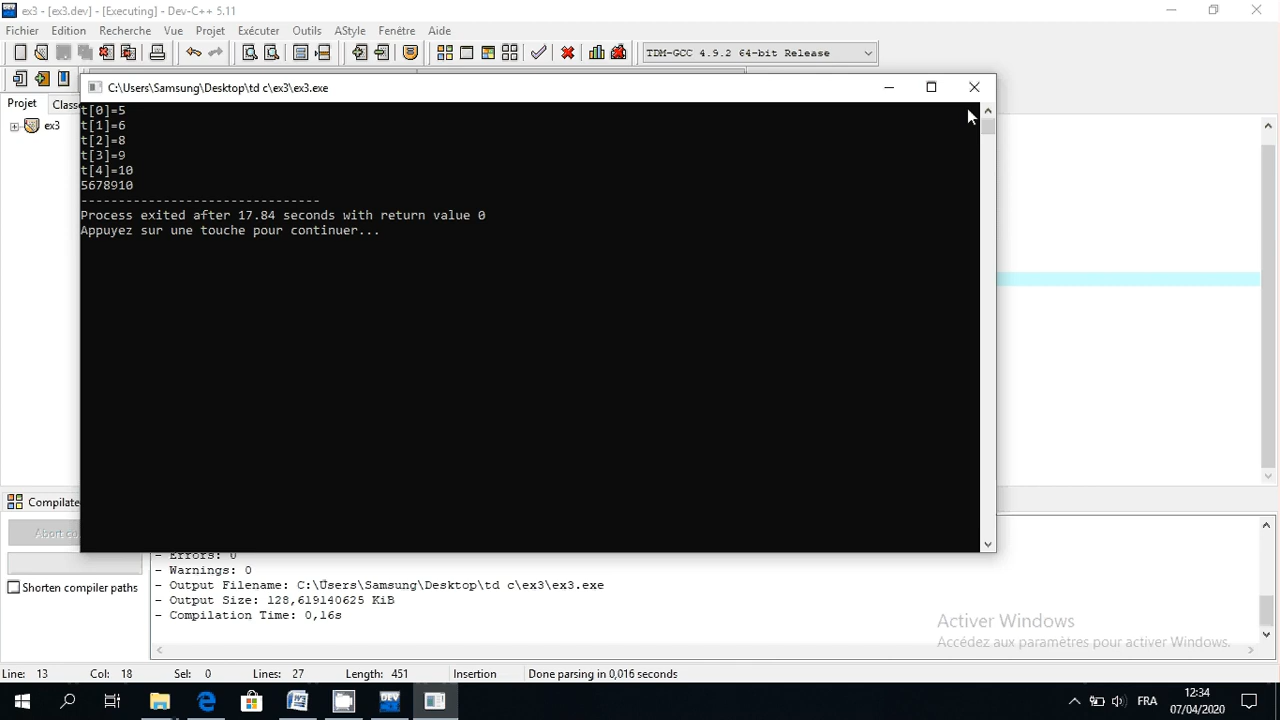 ex3 - [ex3.dev] - [Executing] - Dev-C++ 5.11
Fichier Edition Recherche Vue Projet Exécuter Outils AStyle Fenêtre Aide
TDM-GCC 4.9.2 64-bit Release
C:\Users\Samsung\Desktop\td c\ex3\ex3.exe
Projet Classe
ex3
t[0]=5
t[1]=6
t[2]=8
t[3]=9
t[4]=10
5678910
--------------------------------
Process exited after 17.84 seconds with return value 0
Appuyez sur une touche pour continuer...
Compilate
Abort co
Shorten compiler paths
- Errors: 0
- Warnings: 0
- Output Filename: C:\Users\Samsung\Desktop\td c\ex3\ex3.exe
- Output Size: 128,619140625 KiB
- Compilation Time: 0,16s
Activer Windows
Accédez aux paramètres pour activer Windows.
Line: 13 Col: 18 Sel: 0 Lines: 27 Length: 451 Insertion Done parsing in 0,016 seconds
DEV
FRA
12:34
07/04/2020